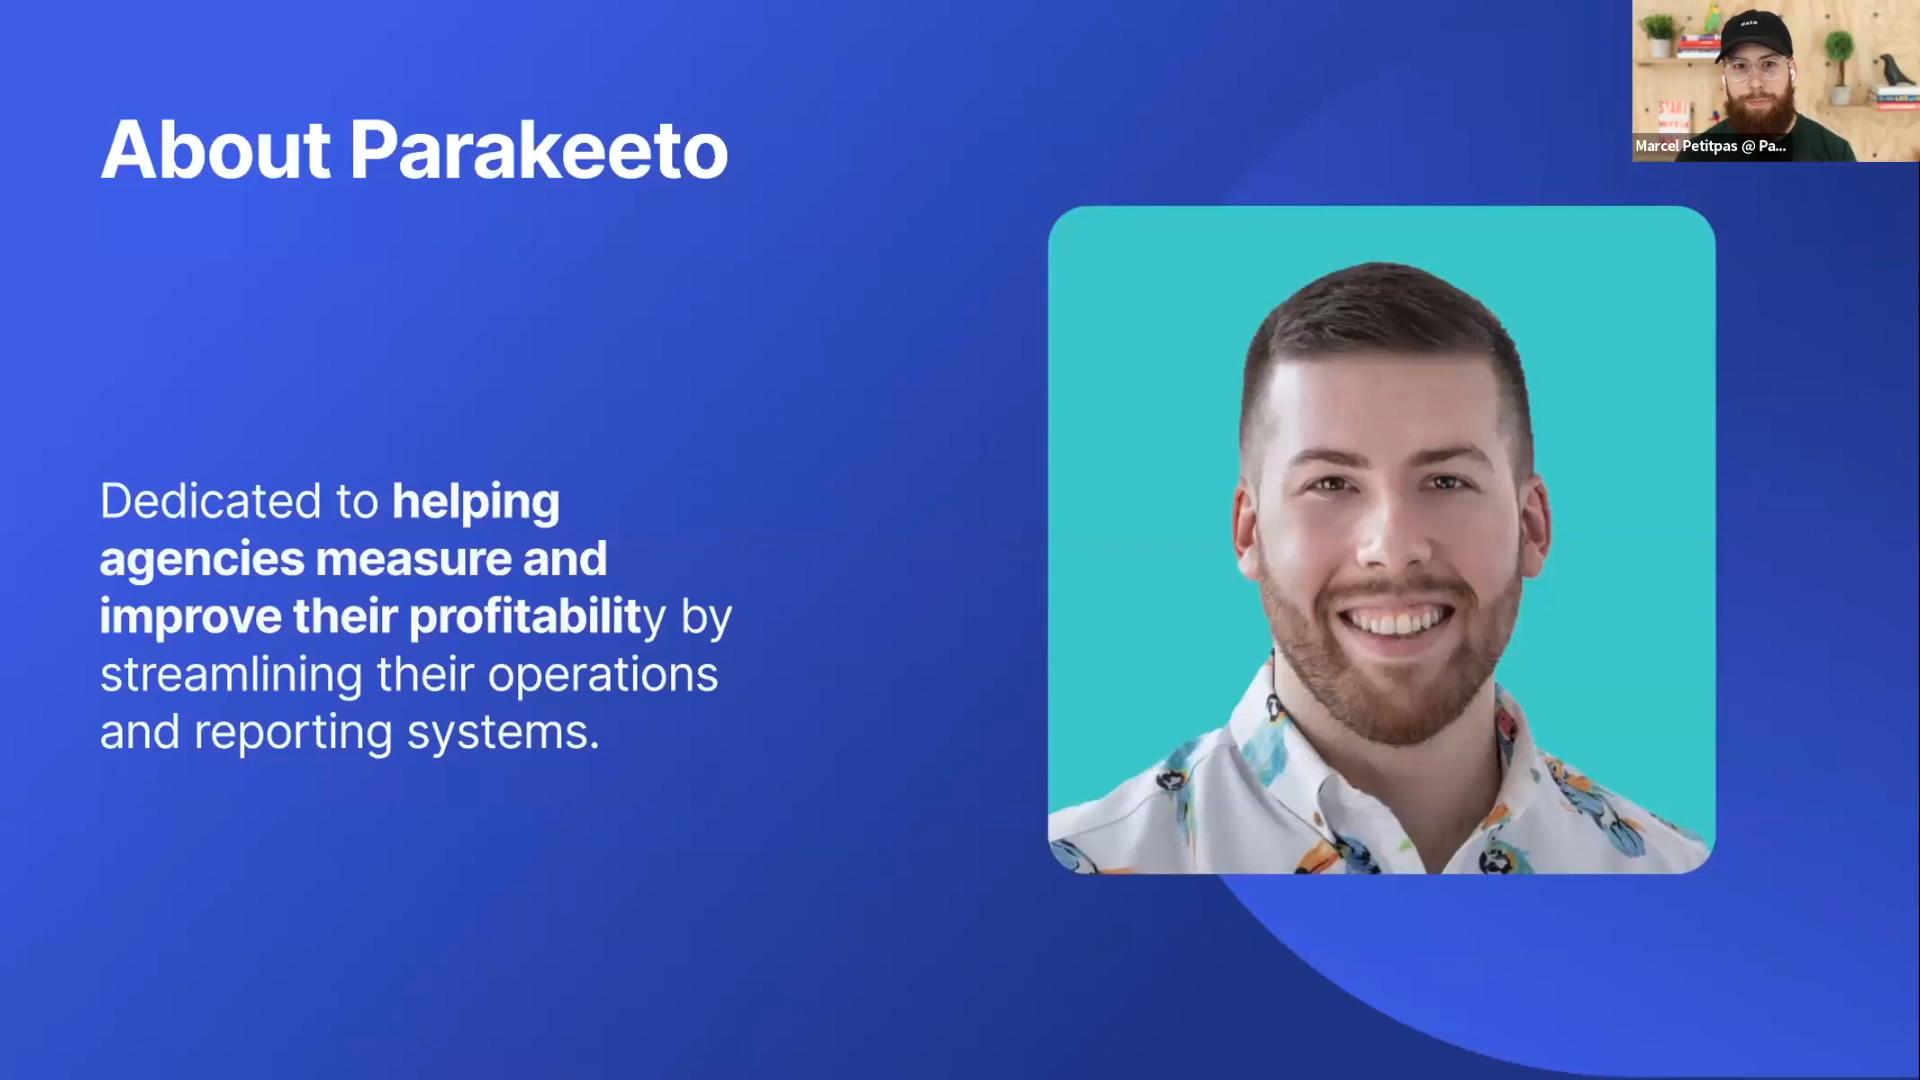 About Parakeeto
Dedicated to helping
agencies measure and
improve their profitability by
streamlining their operations
and reporting systems.
Marcel Petitpas @ Pa...